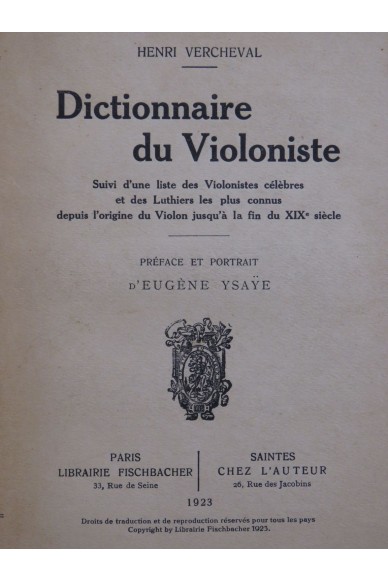 HENRI VERCHEVAL
Dictionnaire
du Violoniste
Suivi d'une liste des Violonistes célèbres
et des Luthiers les plus connus
depuis l'origine du Violon jusqu'à la fin du XIXe siècle
PRÉFACE ET PORTRAIT
D'EUGÈNE YSAŸE
PARIS
LIBRAIRIE FISCHBACHER
33, Rue de Seine
SAINTES
CHEZ L'AUTEUR
26, Rue des Jacobins
1923
Droits de traduction et de reproduction réservés pour tous les pays
Copyright by Librairie Fischbacher 1923.